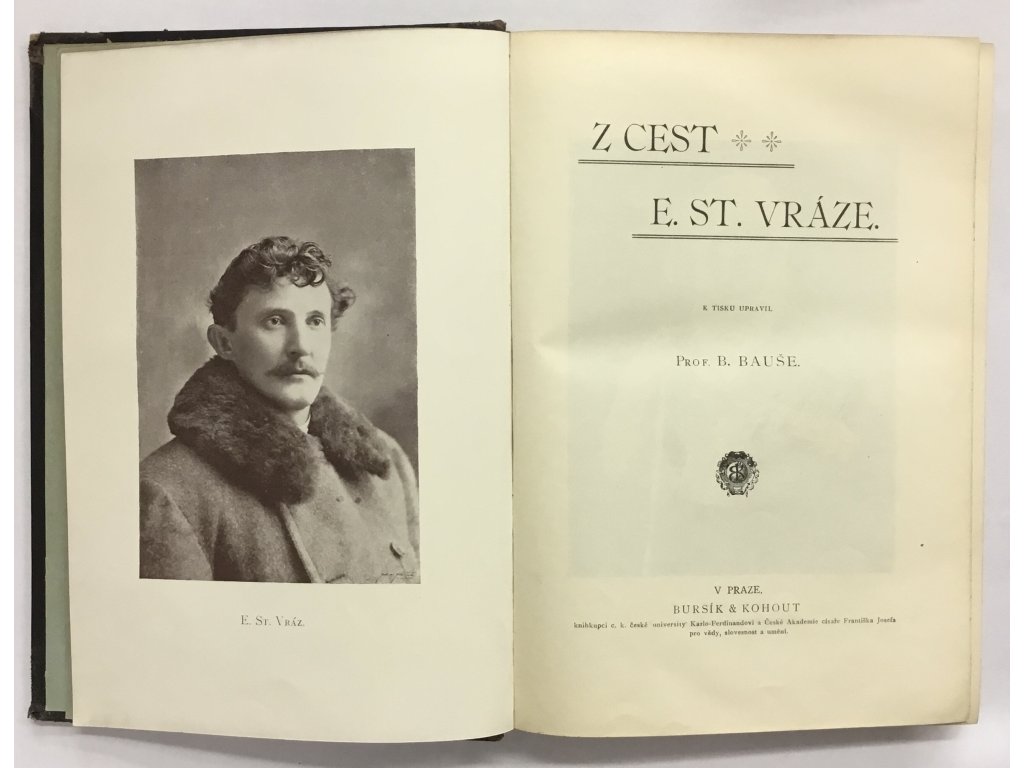 E. St. Vráz.
Z CEST
E. ST. VRÁZE.
K TISKU UPRAVIL
Prof. B. BAUŠE.
V PRAZE.
BURSÍK & KOHOUT
knihkupci c. k. české university Karlo-Ferdinandovi a České Akademie císaře Františka Josefa
pro vědy, slovesnost a umění.